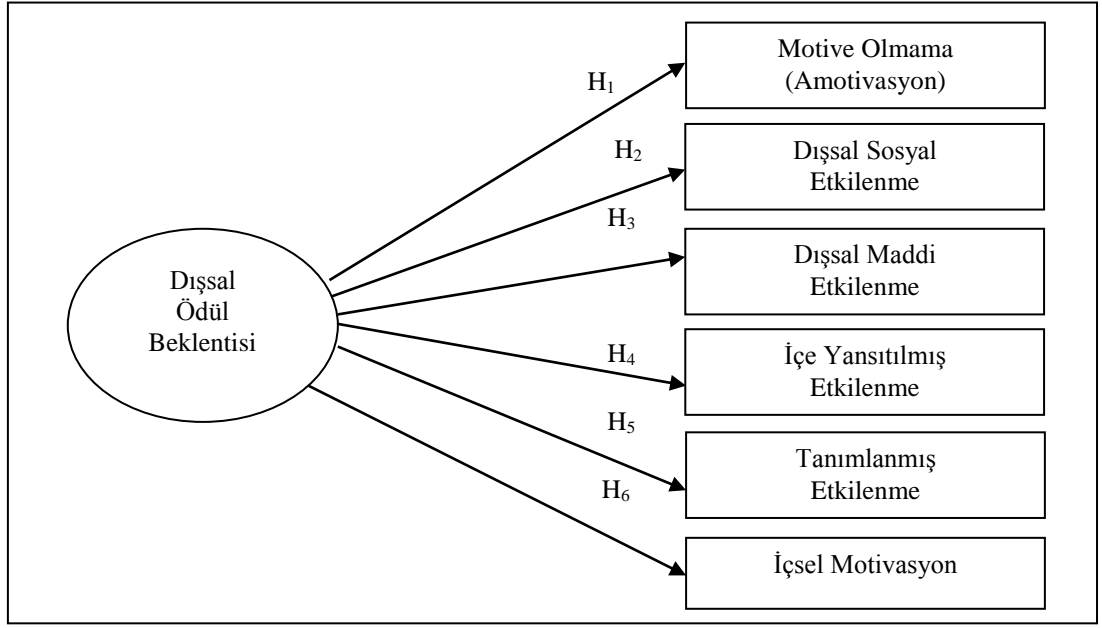 Dışsal
Ödül
Beklentisi
H1
H2
H3
H4
H5
H6
Motive Olmama
(Amotivasyon)
Dışsal Sosyal
Etkilenme
Dışsal Maddi
Etkilenme
İçe Yansıtılmış
Etkilenme
Tanımlanmış
Etkilenme
İçsel Motivasyon